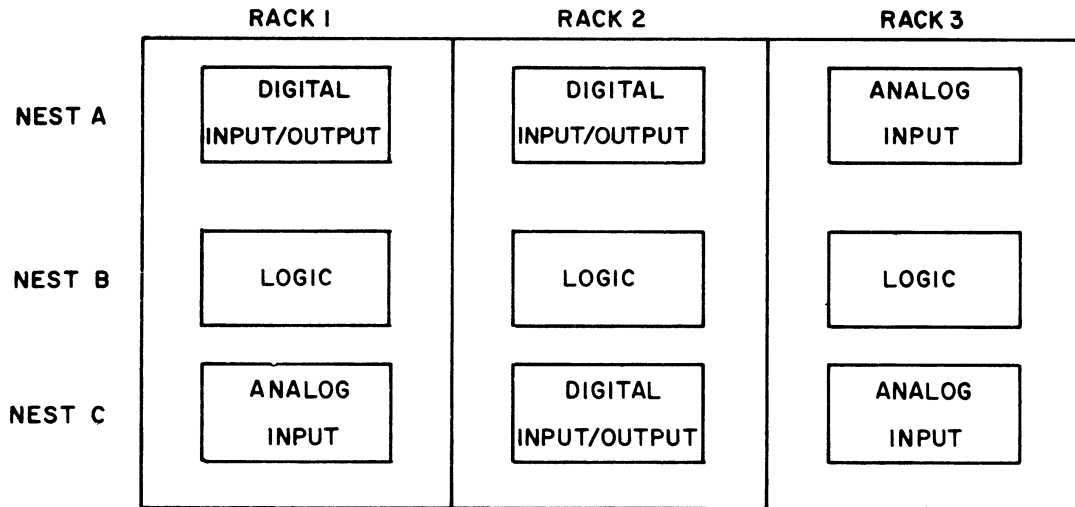 RACK 1 RACK 2 RACK 3
NEST A
DIGITAL DIGITAL ANALOG
INPUT/OUTPUT INPUT/OUTPUT INPUT
NEST B LOGIC LOGIC LOGIC
ANALOG DIGITAL ANALOG
NEST C
INPUT INPUT/OUTPUT INPUT